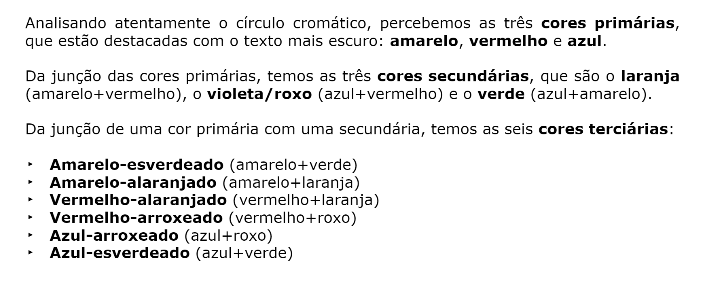 Analisando atentamente o círculo cromático, percebemos as três cores primárias,
que estão destacadas com o texto mais escuro: amarelo, vermelho e azul.
Da junção das cores primárias, temos as três cores secundárias, que são o laranja
(amarelo+vermelho), o violeta/roxo (azul+vermelho) e o verde (azul+amarelo).
Da junção de uma cor primária com uma secundária, temos as seis cores terciárias:
‣ Amarelo-esverdeado (amarelo+verde)
‣ Amarelo-alaranjado (amarelo+laranja)
‣ Vermelho-alaranjado (vermelho+laranja)
‣ Vermelho-arroxeado (vermelho+roxo)
‣ Azul-arroxeado (azul+roxo)
‣ Azul-esverdeado (azul+verde)